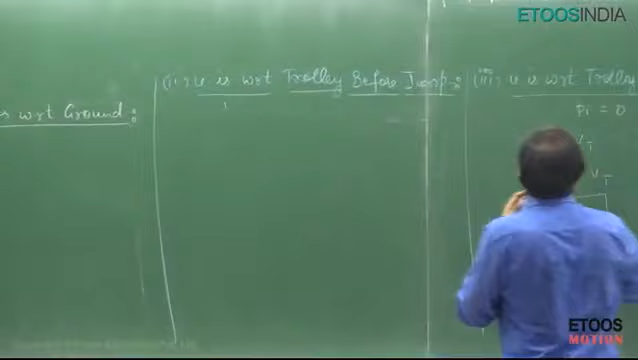 ETOOSINDIA
is wrt Ground :
(ii) : u is wrt Trolley Before Jump :
(iii) : u is wrt Trolley
Pi = 0
V_T
V_T
ETOOS
MOTION